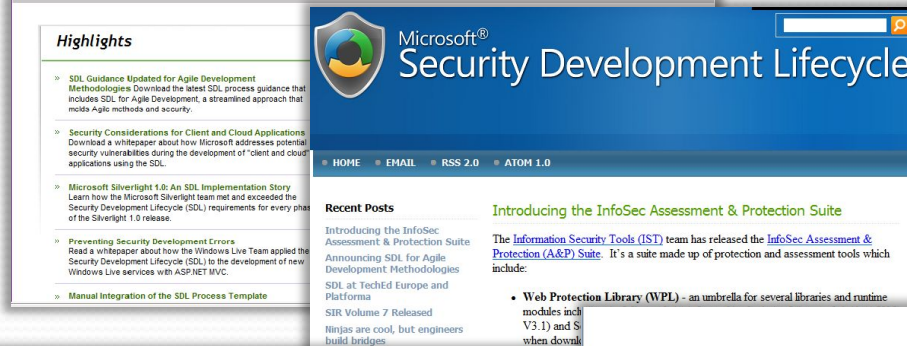 Highlights
» SDL Guidance Updated for Agile Development
Methodologies Download the latest SDL process guidance that
includes SDL for Agile Development, a streamlined approach that
melds Agile methods and security.
» Security Considerations for Client and Cloud Applications
Download a whitepaper about how Microsoft addresses potential
security vulnerabilities during the development of "client and cloud"
applications using the SDL.
» Microsoft Silverlight 1.0: An SDL Implementation Story
Learn how the Microsoft Silverlight team met and exceeded the
Security Development Lifecycle (SDL) requirements for every phas
of the Silverlight 1.0 release.
» Preventing Security Development Errors
Read a whitepaper about how the Windows Live Team applied the
Security Development Lifecycle (SDL) to the development of new
Windows Live services with ASP.NET MVC.
» Manual Integration of the SDL Process Template
Microsoft®
Security Development Lifecycle
HOME EMAIL RSS 2.0 ATOM 1.0
Recent Posts
Introducing the InfoSec
Assessment & Protection Suite
Announcing SDL for Agile
Development Methodologies
SDL at TechEd Europe and
Platforma
SIR Volume 7 Released
Ninjas are cool, but engineers
build bridges
Introducing the InfoSec Assessment & Protection Suite
The Information Security Tools (IST) team has released the InfoSec Assessment &
Protection (A&P) Suite. It's a suite made up of protection and assessment tools which
include:
• Web Protection Library (WPL) - an umbrella for several libraries and runtime
modules incl
V3.1) and S
when downl